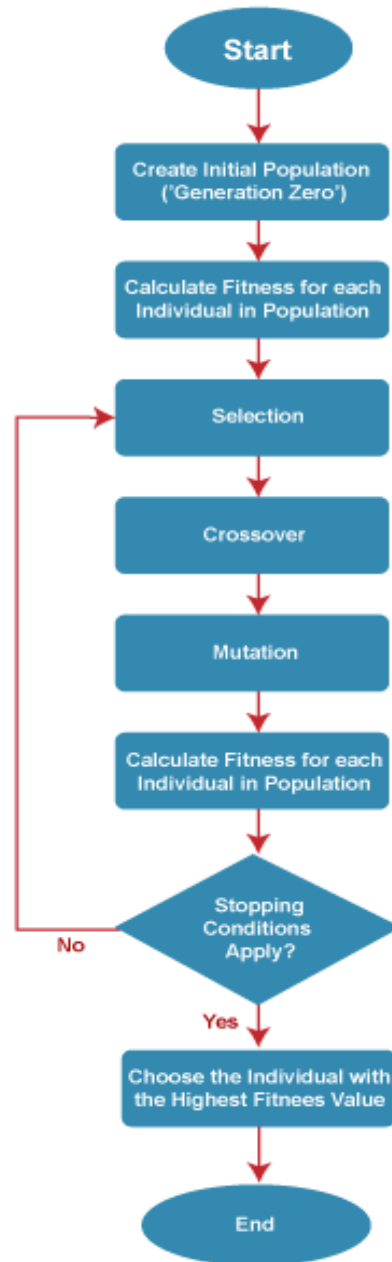 Start
Create Initial Population
('Generation Zero')
Calculate Fitness for each
Individual in Population
Selection
Crossover
Mutation
Calculate Fitness for each
Individual in Population
Stopping
Conditions
Apply?
No
Yes
Choose the Individual with
the Highest Fitnees Value
End